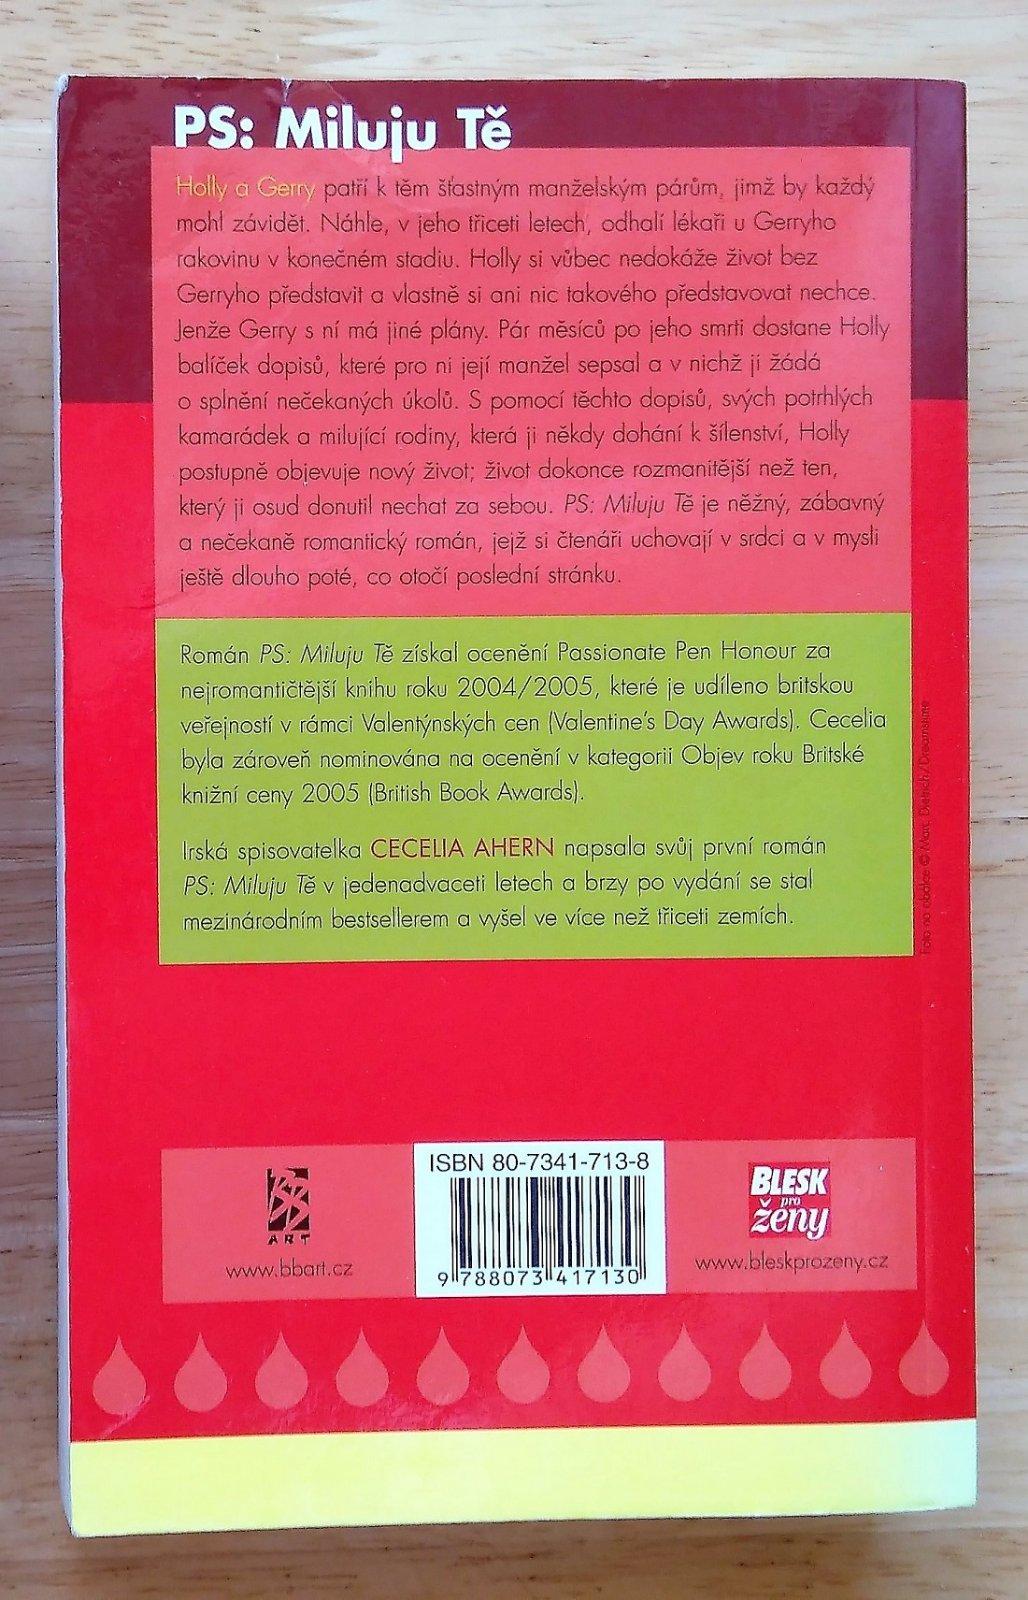 PS: Miluju Tě
Holly a Gerry patří k těm šťastným manželským párům, jimž by každý
mohl závidět. Náhle, v jeho třiceti letech, odhalí lékaři u Gerryho
rakovinu v konečném stadiu. Holly si vůbec nedokáže život bez
Gerryho představit a vlastně si ani nic takového představovat nechce.
Jenže Gerry s ní má jiné plány. Pár měsíců po jeho smrti dostane Holly
balíček dopisů, které pro ni její manžel sepsal a v nichž ji žádá
o splnění nečekaných úkolů. S pomocí těchto dopisů, svých potrhlých
kamarádek a milující rodiny, která ji někdy dohání k šílenství, Holly
postupně objevuje nový život; život dokonce rozmanitější než ten,
který ji osud donutil nechat za sebou. PS: Miluju Tě je něžný, zábavný
a nečekaně romantický román, jejž si čtenáři uchovají v srdci a v mysli
ještě dlouho poté, co otočí poslední stránku.
Román PS: Miluju Tě získal ocenění Passionate Pen Honour za
nejromantičtější knihu roku 2004/2005, které je udíleno britskou
veřejností v rámci Valentýnských cen (Valentine's Day Awards). Cecelia
byla zároveň nominována na ocenění v kategorii Objev roku Britské
knižní ceny 2005 (British Book Awards).
Irská spisovatelka CECELIA AHERN napsala svůj první román
PS: Miluju Tě v jedenadvaceti letech a brzy po vydání se stal
mezinárodním bestsellerem a vyšel ve více než třiceti zemích.
Foto na obálce © Marc Dietrich/Dreamstime
BB
ART
www.bbart.cz
ISBN 80-7341-713-8
9 788073 417130
BLESK
pro
ženy
www.bleskprozeny.cz